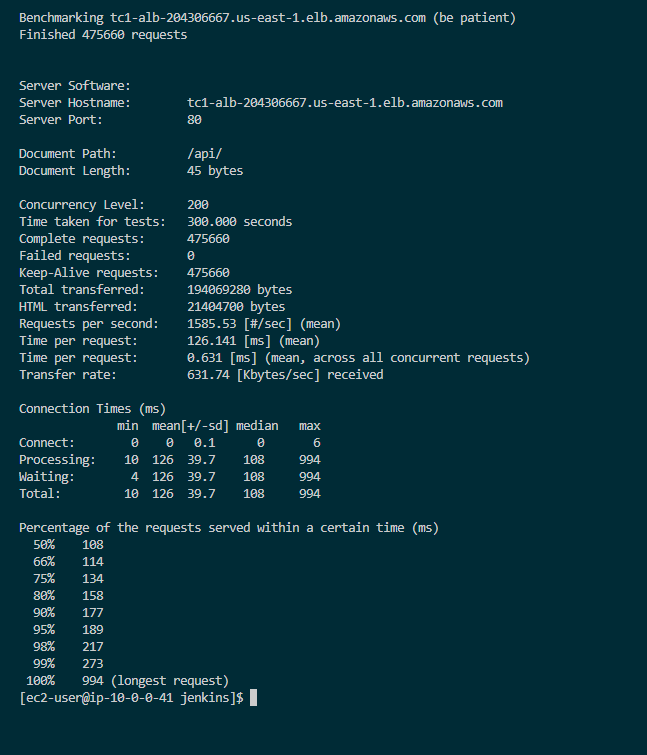 Benchmarking tc1-alb-204306667.us-east-1.elb.amazonaws.com (be patient)
Finished 475660 requests
Server Software:
Server Hostname: tc1-alb-204306667.us-east-1.elb.amazonaws.com
Server Port: 80
Document Path: /api/
Document Length: 45 bytes
Concurrency Level: 200
Time taken for tests: 300.000 seconds
Complete requests: 475660
Failed requests: 0
Keep-Alive requests: 475660
Total transferred: 194069280 bytes
HTML transferred: 21404700 bytes
Requests per second: 1585.53 [#/sec] (mean)
Time per request: 126.141 [ms] (mean)
Time per request: 0.631 [ms] (mean, across all concurrent requests)
Transfer rate: 631.74 [Kbytes/sec] received
Connection Times (ms)
min mean[+/-sd] median max
Connect: 0 0 0.1 0 6
Processing: 10 126 39.7 108 994
Waiting: 4 126 39.7 108 994
Total: 10 126 39.7 108 994
Percentage of the requests served within a certain time (ms)
50% 108
66% 114
75% 134
80% 158
90% 177
95% 189
98% 217
99% 273
100% 994 (longest request)
[ec2-user@ip-10-0-0-41 jenkins]$